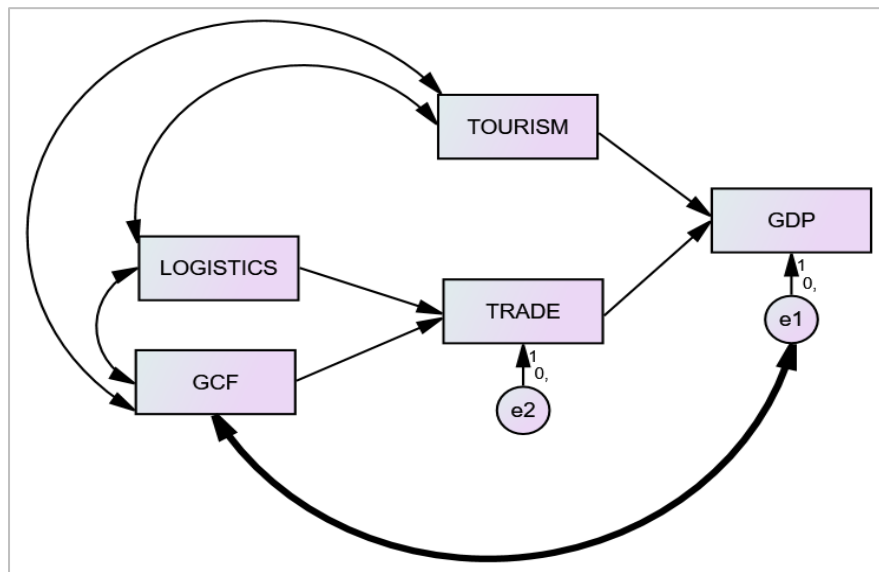 TOURISM
GDP
LOGISTICS
1
0,
TRADE
e1
1
0,
GCF
e2